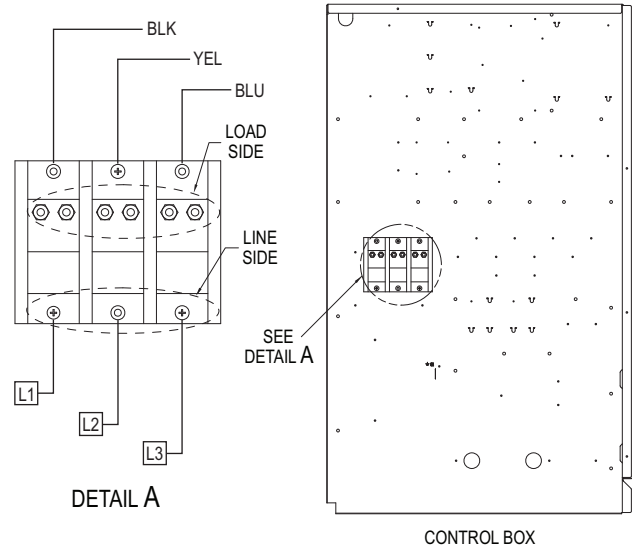 BLK
YEL
BLU
LOAD
SIDE
LINE
SIDE
SEE
DETAIL A
L1
L2
L3
DETAIL A
CONTROL BOX